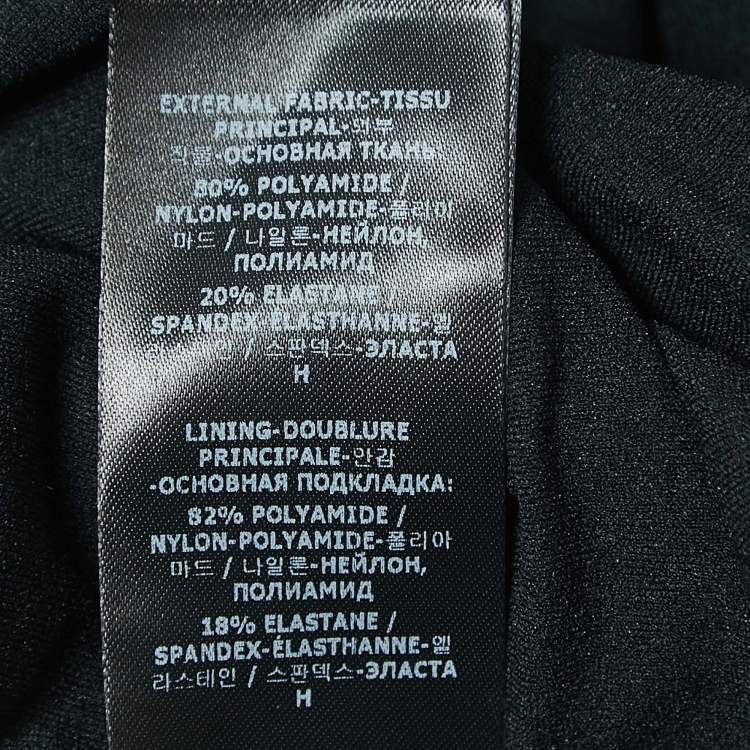 EXTERNAL FABRIC-TISSU
PRINCIPAL-외부
직물-ОСНОВНАЯ ТКАНЬ:
80% POLYAMIDE /
NYLON-POLYAMIDE-폴리아
마드 / 나일론-НЕЙЛОН,
ПОЛИАМИД
20% ELASTANE /
SPANDEX-ÉLASTHANNE-엘
/ 스판덱스-ЭЛАСТА
Н
LINING-DOUBLURE
PRINCIPALE-안감
-ОСНОВНАЯ ПОДКЛАДКА:
82% POLYAMIDE /
NYLON-POLYAMIDE-폴리아
마드 / 나일론-НЕЙЛОН,
ПОЛИАМИД
18% ELASTANE /
SPANDEX-ÉLASTHANNE-엘
라스테인 / 스판덱스-ЭЛАСТА
Н